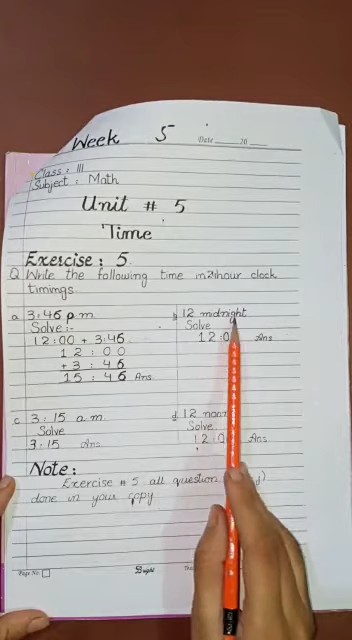 Week 5
Date 20
Class: III
Subject: Math
Unit # 5
Time
Exercise: 5
Q Write the following time in 24hour clock
timings.
a 3:46 p m.
Solve:-
12:00 + 3:46
12:00
+ 3:46
15:46 Ans
b) 12 midnight
Solve
12:0 Ans
c 3:15 a m.
Solve
3:15 Ans
d 12 noon
Solve
12:0 Ans
Note:
Exercise # 5 all question d)
done in your copy
Page No.
Bright